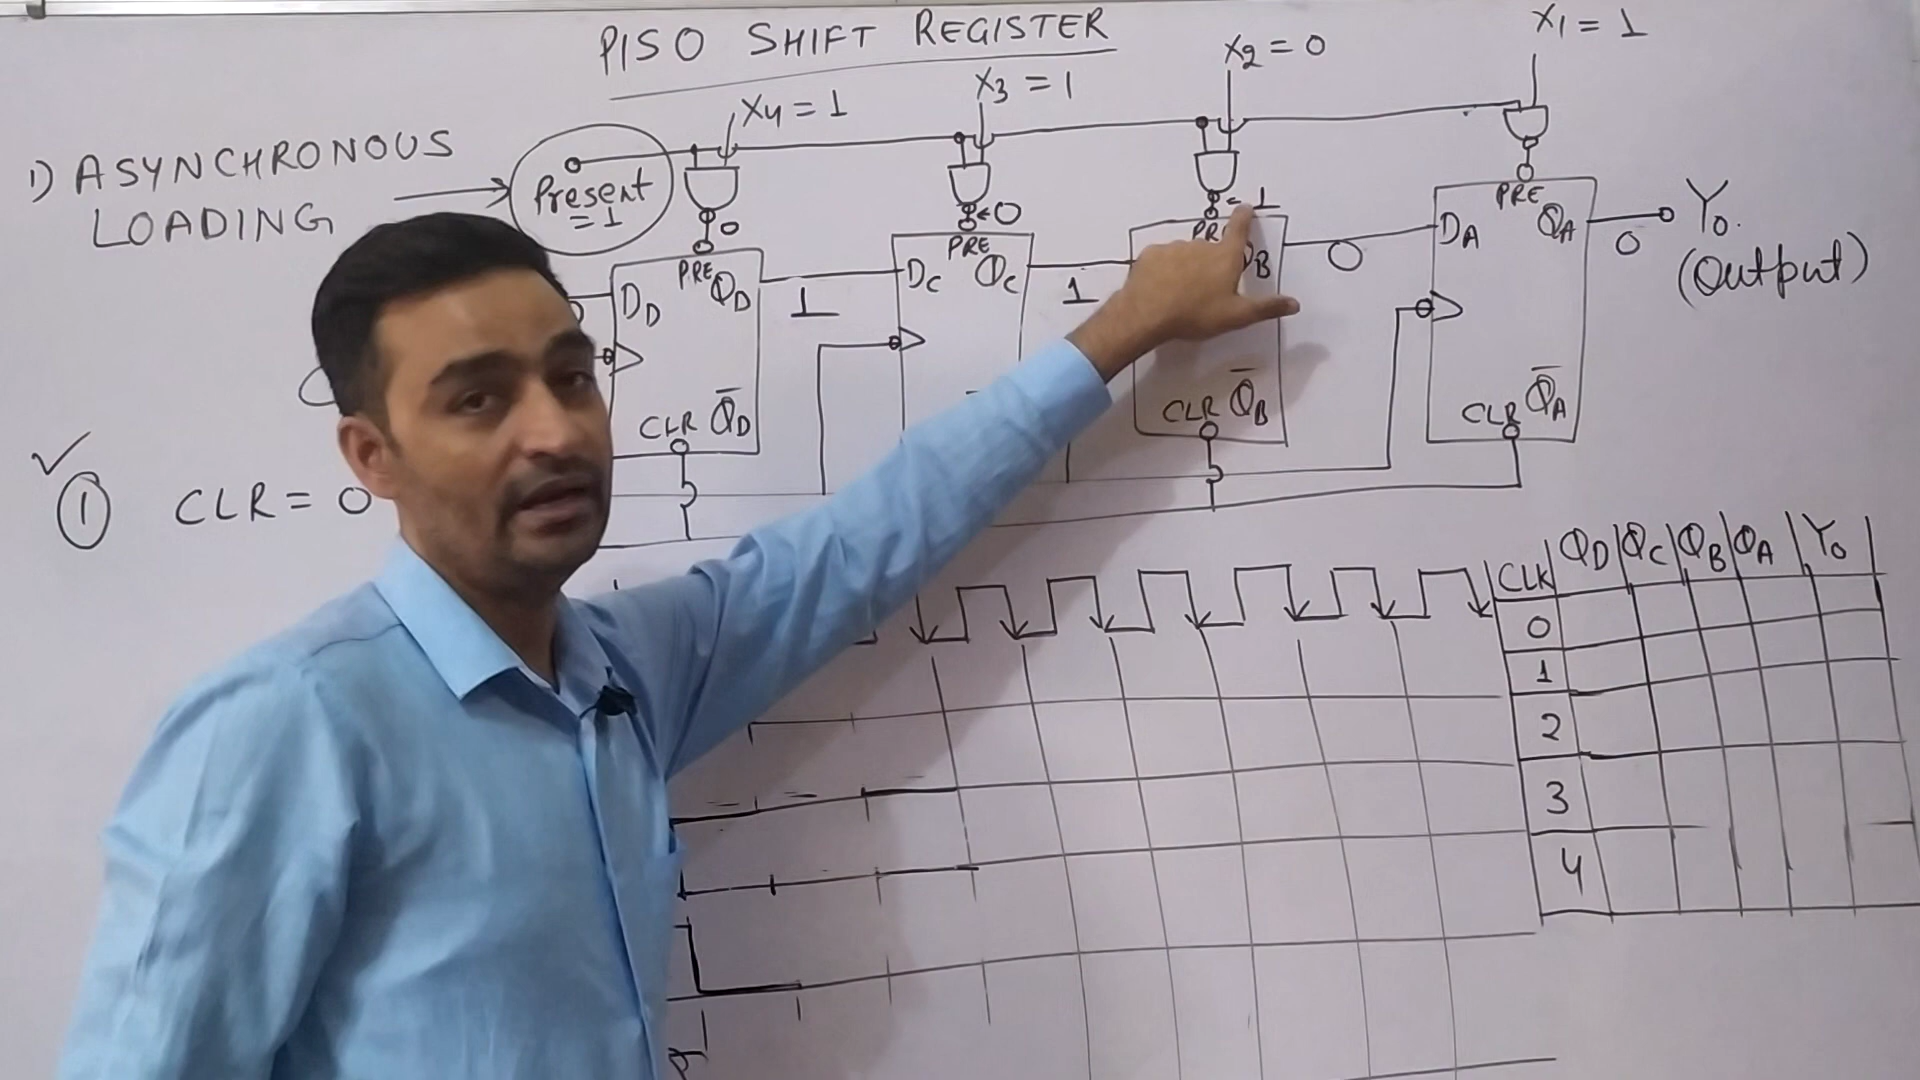 PISO SHIFT REGISTER
X1 = 1
X2 = 0
X3 = 1
X4 = 1
1) ASYNCHRONOUS
LOADING
Present
= 1
0
0
1
PRE
PRE
PR
PRE
DD QD
1
DC QC
1
B
0
DA QA
0
Y0.
(Output)
CLR Q̅D
CLR Q̅B
CLR Q̅A
① CLR = 0
CLK QD QC QB QA Y0
0
1
2
3
4